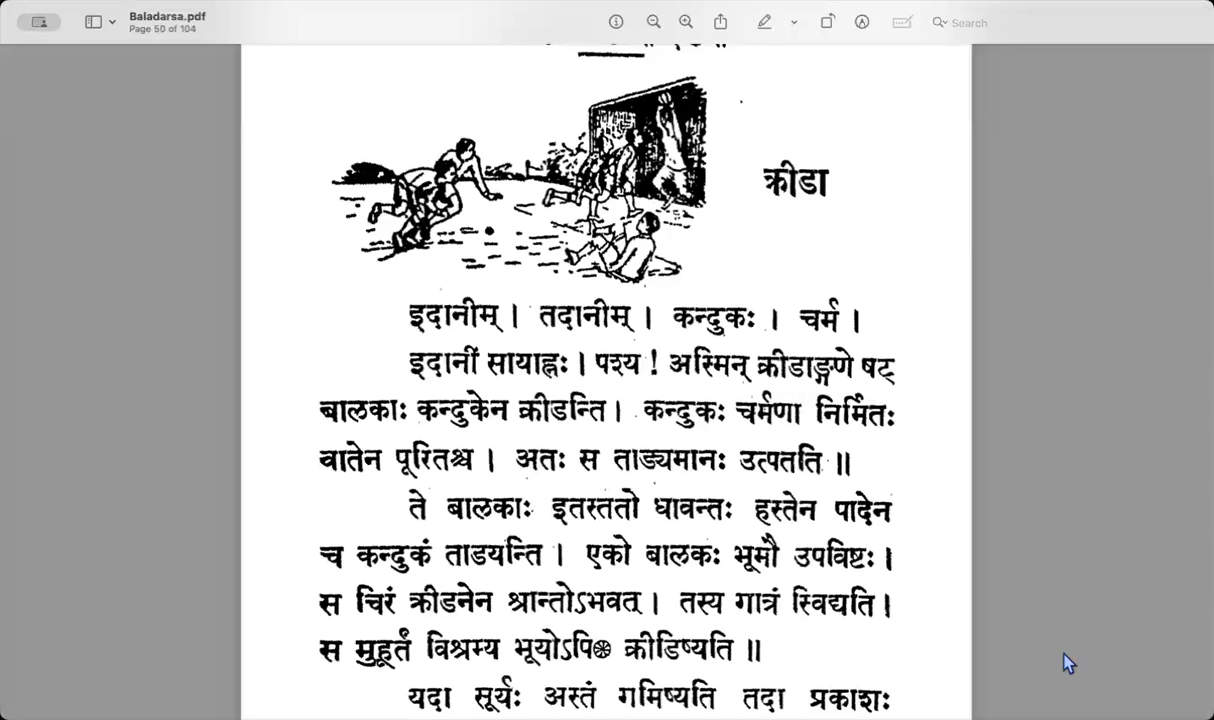 Baladarsa.pdf
Page 50 of 104
Search
क्रीडा
इदानीम् । तदानीम् । कन्दुकः । चर्म ।
इदानीं सायाह्नः । पश्य ! अस्मिन् क्रीडाङ्गणे षट्
बालकाः कन्दुकेन क्रीडन्ति । कन्दुकः चर्मणा निर्मितः
वातेन पूरितश्च । अतः स ताड्यमानः उत्पतति ॥
ते बालकाः इतस्ततो धावन्तः हस्तेन पादेन
च कन्दुकं ताडयन्ति । एको बालकः भूमौ उपविष्टः ।
स चिरं क्रीडनेन श्रान्तोऽभवत् । तस्य गात्रं स्विद्यति ।
स मुहूर्तं विश्रम्य भूयोऽपि क्रीडिष्यति ॥
यदा सूर्यः अस्तं गमिष्यति तदा प्रकाशः